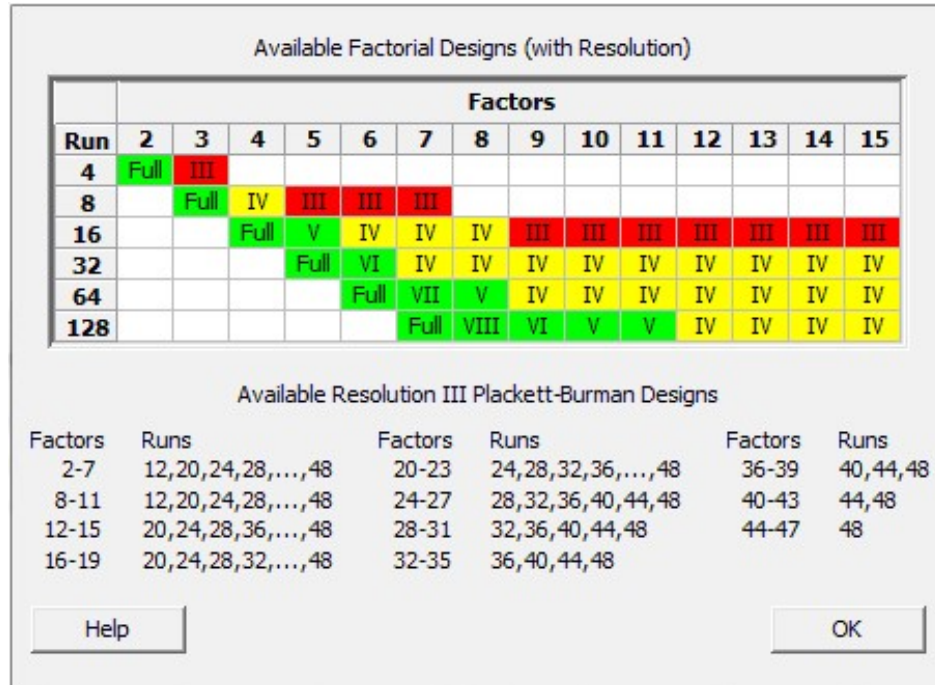 Available Factorial Designs (with Resolution)
Factors
Run 2 3 4 5 6 7 8 9 10 11 12 13 14 15
4 Full III
8 Full IV III III III
16 Full V IV IV IV III III III III III III III
32 Full VI IV IV IV IV IV IV IV IV IV
64 Full VII V IV IV IV IV IV IV IV
128 Full VIII VI V V IV IV IV IV
Available Resolution III Plackett-Burman Designs
Factors Runs Factors Runs Factors Runs
2-7 12,20,24,28,...,48 20-23 24,28,32,36,...,48 36-39 40,44,48
8-11 12,20,24,28,...,48 24-27 28,32,36,40,44,48 40-43 44,48
12-15 20,24,28,36,...,48 28-31 32,36,40,44,48 44-47 48
16-19 20,24,28,32,...,48 32-35 36,40,44,48
Help OK